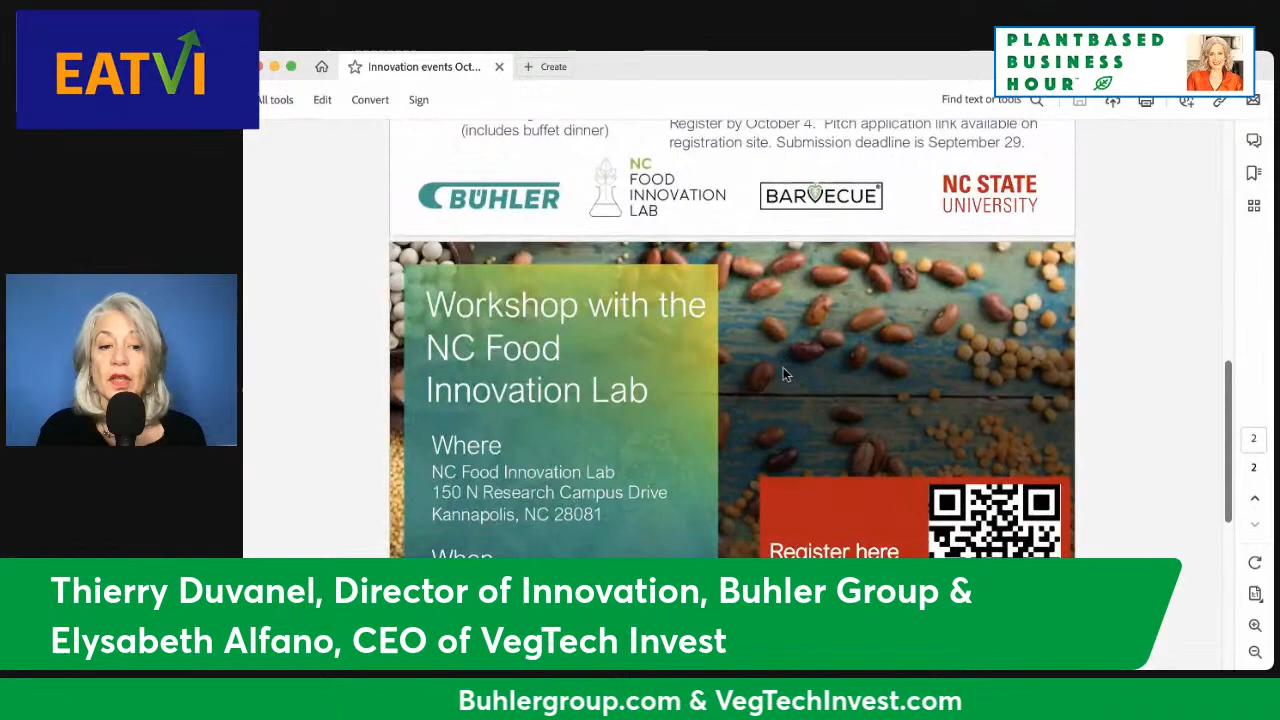 EATVI
PLANTBASED
BUSINESS
HOUR
Innovation events Oct...
Create
All tools
Edit
Convert
Sign
Find text or tools
(includes buffet dinner)
Register by October 4. Pitch application link available on
registration site. Submission deadline is September 29.
BÜHLER
NC
FOOD
INNOVATION
LAB
BARVECUE
NC STATE
UNIVERSITY
Workshop with the
NC Food
Innovation Lab
Where
NC Food Innovation Lab
150 N Research Campus Drive
Kannapolis, NC 28081
When
Register here
2
2
Thierry Duvanel, Director of Innovation, Buhler Group &
Elysabeth Alfano, CEO of VegTech Invest
Buhlergroup.com & VegTechInvest.com